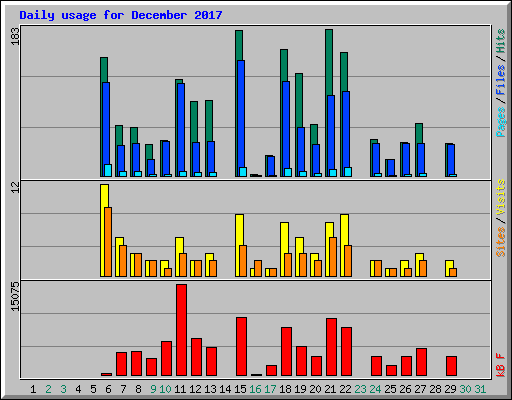 Daily usage for December 2017
183
Pages / Files / Hits
12
Sites / Visits
15075
kB F
1 2 3 4 5 6 7 8 9 10 11 12 13 14 15 16 17 18 19 20 21 22 23 24 25 26 27 28 29 30 31